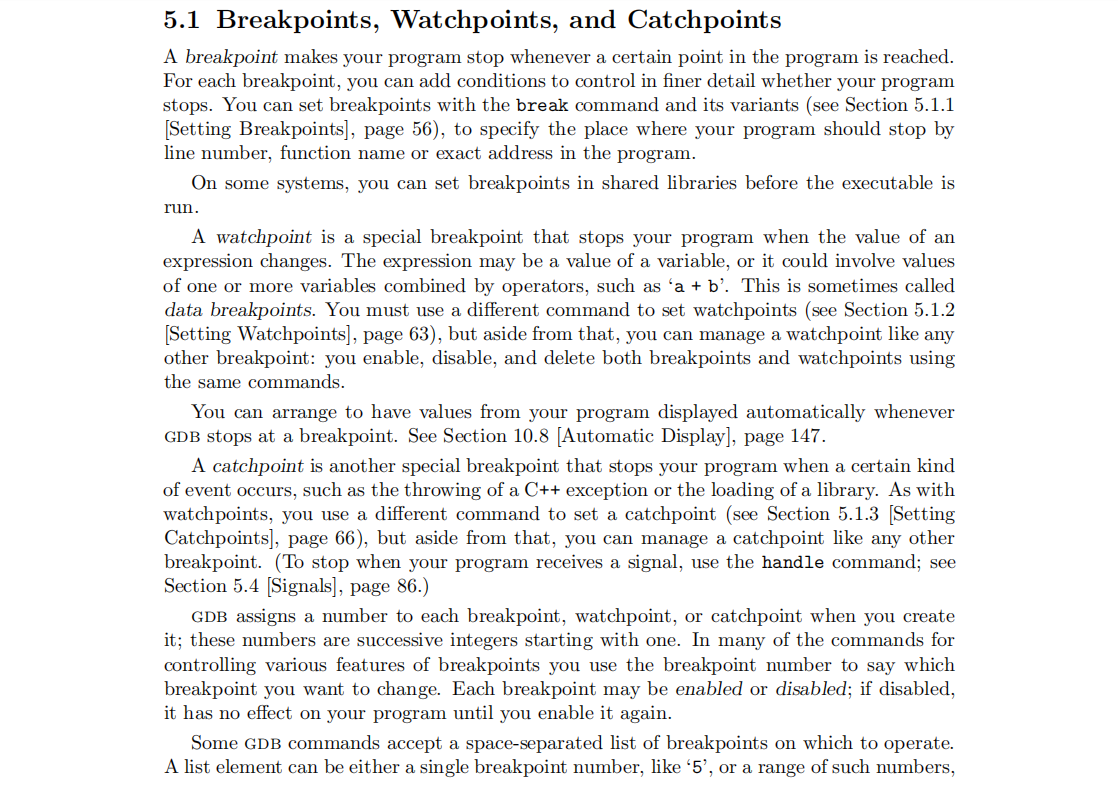 5.1 Breakpoints, Watchpoints, and Catchpoints
A breakpoint makes your program stop whenever a certain point in the program is reached.
For each breakpoint, you can add conditions to control in finer detail whether your program
stops. You can set breakpoints with the break command and its variants (see Section 5.1.1
[Setting Breakpoints], page 56), to specify the place where your program should stop by
line number, function name or exact address in the program.
On some systems, you can set breakpoints in shared libraries before the executable is
run.
A watchpoint is a special breakpoint that stops your program when the value of an
expression changes. The expression may be a value of a variable, or it could involve values
of one or more variables combined by operators, such as ‘a + b’. This is sometimes called
data breakpoints. You must use a different command to set watchpoints (see Section 5.1.2
[Setting Watchpoints], page 63), but aside from that, you can manage a watchpoint like any
other breakpoint: you enable, disable, and delete both breakpoints and watchpoints using
the same commands.
You can arrange to have values from your program displayed automatically whenever
GDB stops at a breakpoint. See Section 10.8 [Automatic Display], page 147.
A catchpoint is another special breakpoint that stops your program when a certain kind
of event occurs, such as the throwing of a C++ exception or the loading of a library. As with
watchpoints, you use a different command to set a catchpoint (see Section 5.1.3 [Setting
Catchpoints], page 66), but aside from that, you can manage a catchpoint like any other
breakpoint. (To stop when your program receives a signal, use the handle command; see
Section 5.4 [Signals], page 86.)
GDB assigns a number to each breakpoint, watchpoint, or catchpoint when you create
it; these numbers are successive integers starting with one. In many of the commands for
controlling various features of breakpoints you use the breakpoint number to say which
breakpoint you want to change. Each breakpoint may be enabled or disabled; if disabled,
it has no effect on your program until you enable it again.
Some GDB commands accept a space-separated list of breakpoints on which to operate.
A list element can be either a single breakpoint number, like ‘5’, or a range of such numbers,